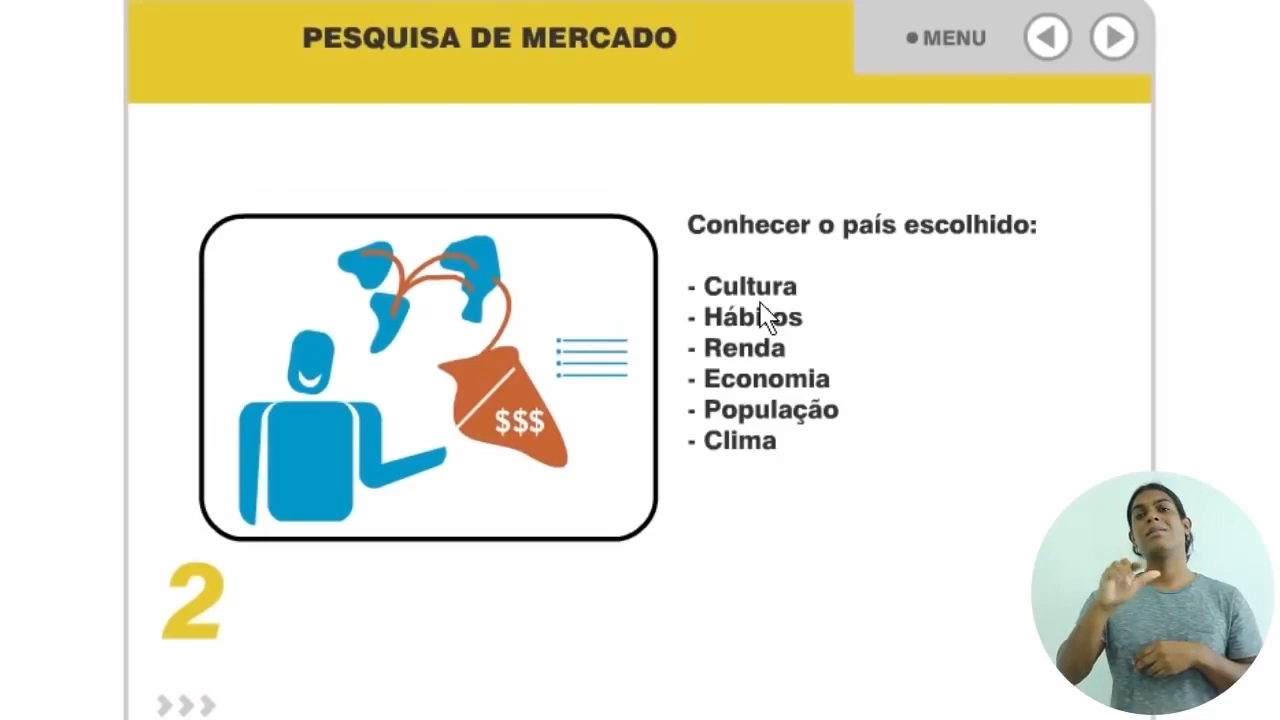 PESQUISA DE MERCADO
• MENU
Conhecer o país escolhido:
- Cultura
- Hábitos
- Renda
- Economia
- População
- Clima
$$$
2